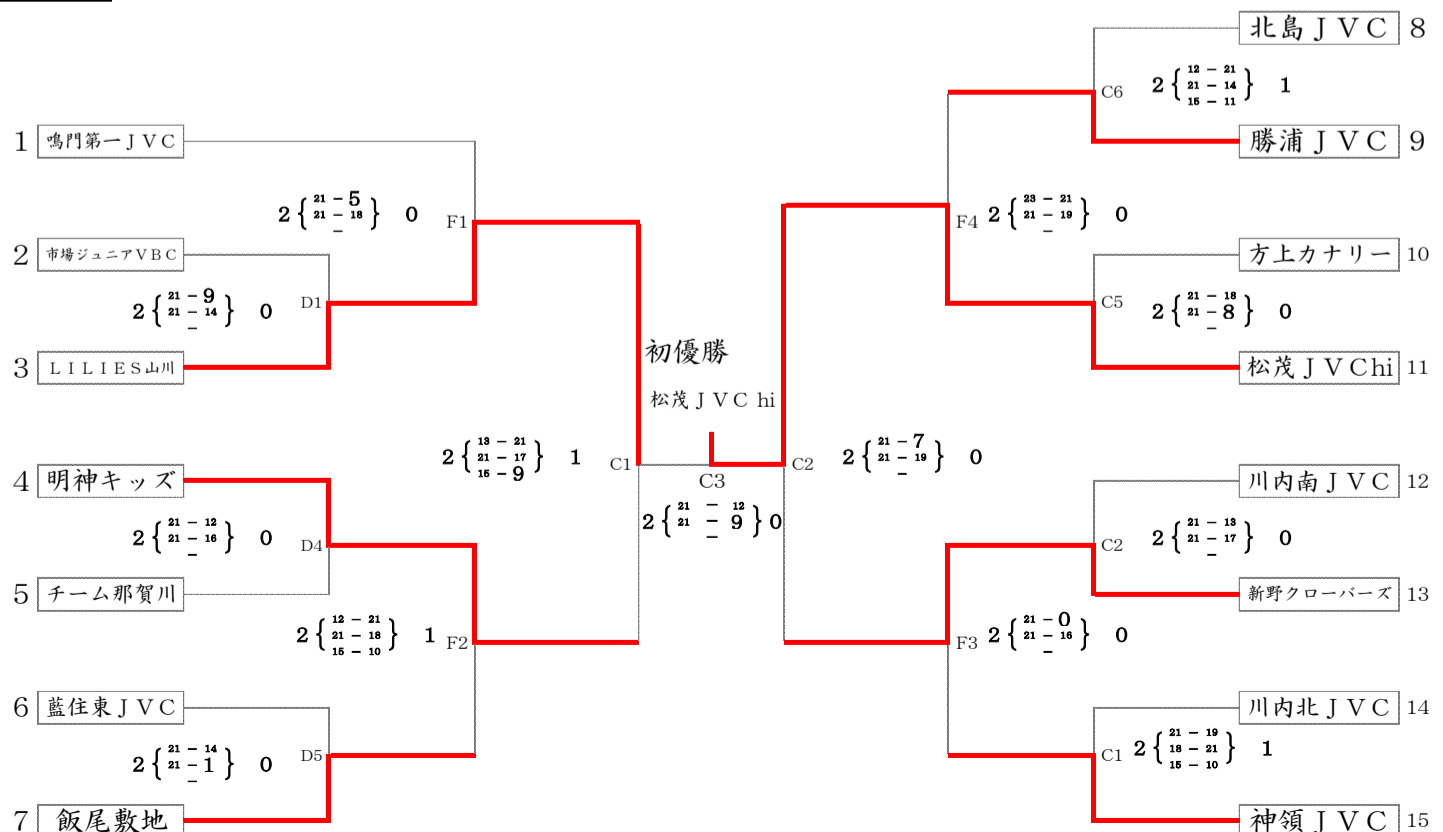 北島ＪＶＣ 8
2 { 12 - 21 21 - 14 15 - 11 } 1
C6
1 鳴門第一ＪＶＣ
勝浦ＪＶＣ 9
2 { 21 - 5 21 - 18 - } 0
F1
F4
2 { 23 - 21 21 - 19 - } 0
2 市場ジュニアＶＢＣ
方上カナリー 10
2 { 21 - 9 21 - 14 - } 0
D1
C5
2 { 21 - 18 21 - 8 - } 0
初優勝
3 ＬＩＬＩＥＳ山川
松茂ＪＶＣhi 11
松茂ＪＶＣ hi
2 { 13 - 21 21 - 17 15 - 9 } 1
C1
C2
2 { 21 - 7 21 - 19 - } 0
4 明神キッズ
C3
川内南ＪＶＣ 12
2 { 21 - 12 21 - 9 - } 0
2 { 21 - 12 21 - 16 - } 0
D4
C2
2 { 21 - 13 21 - 17 - } 0
5 チーム那賀川
新野クローバーズ 13
2 { 12 - 21 21 - 18 15 - 10 } 1
F2
F3
2 { 21 - 0 21 - 16 - } 0
6 藍住東ＪＶＣ
川内北ＪＶＣ 14
2 { 21 - 14 21 - 1 - } 0
D5
C1
2 { 21 - 19 18 - 21 15 - 10 } 1
7 飯尾敷地
神領ＪＶＣ 15